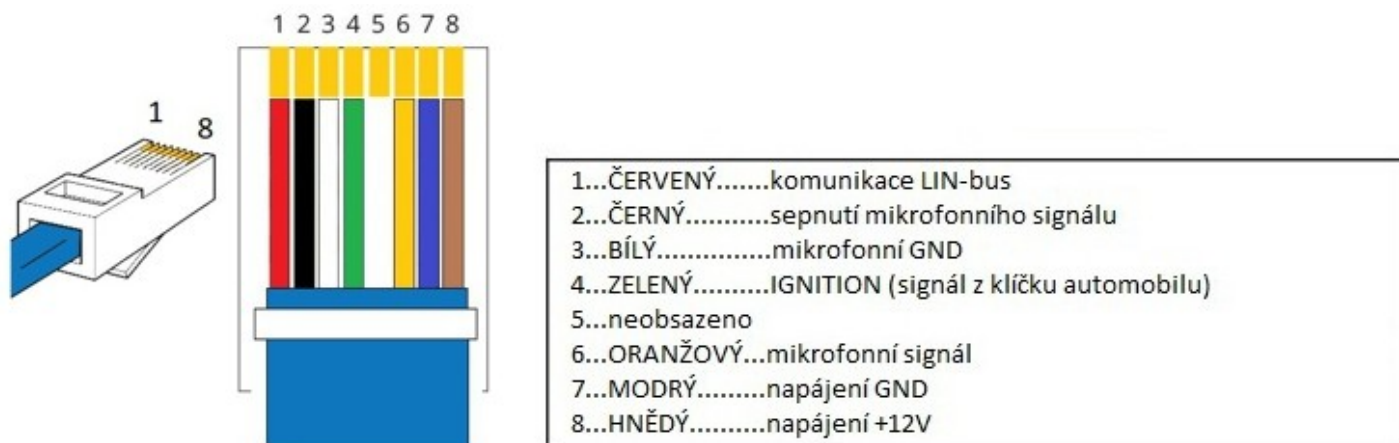 1 2 3 4 5 6 7 8
1
8
1...ČERVENÝ.......komunikace LIN-bus
2...ČERNÝ...........sepnutí mikrofonního signálu
3...BÍLÝ...............mikrofonní GND
4...ZELENÝ..........IGNITION (signál z klíčku automobilu)
5...neobsazeno
6...ORANŽOVÝ...mikrofonní signál
7...MODRÝ.........napájení GND
8...HNĚDÝ..........napájení +12V